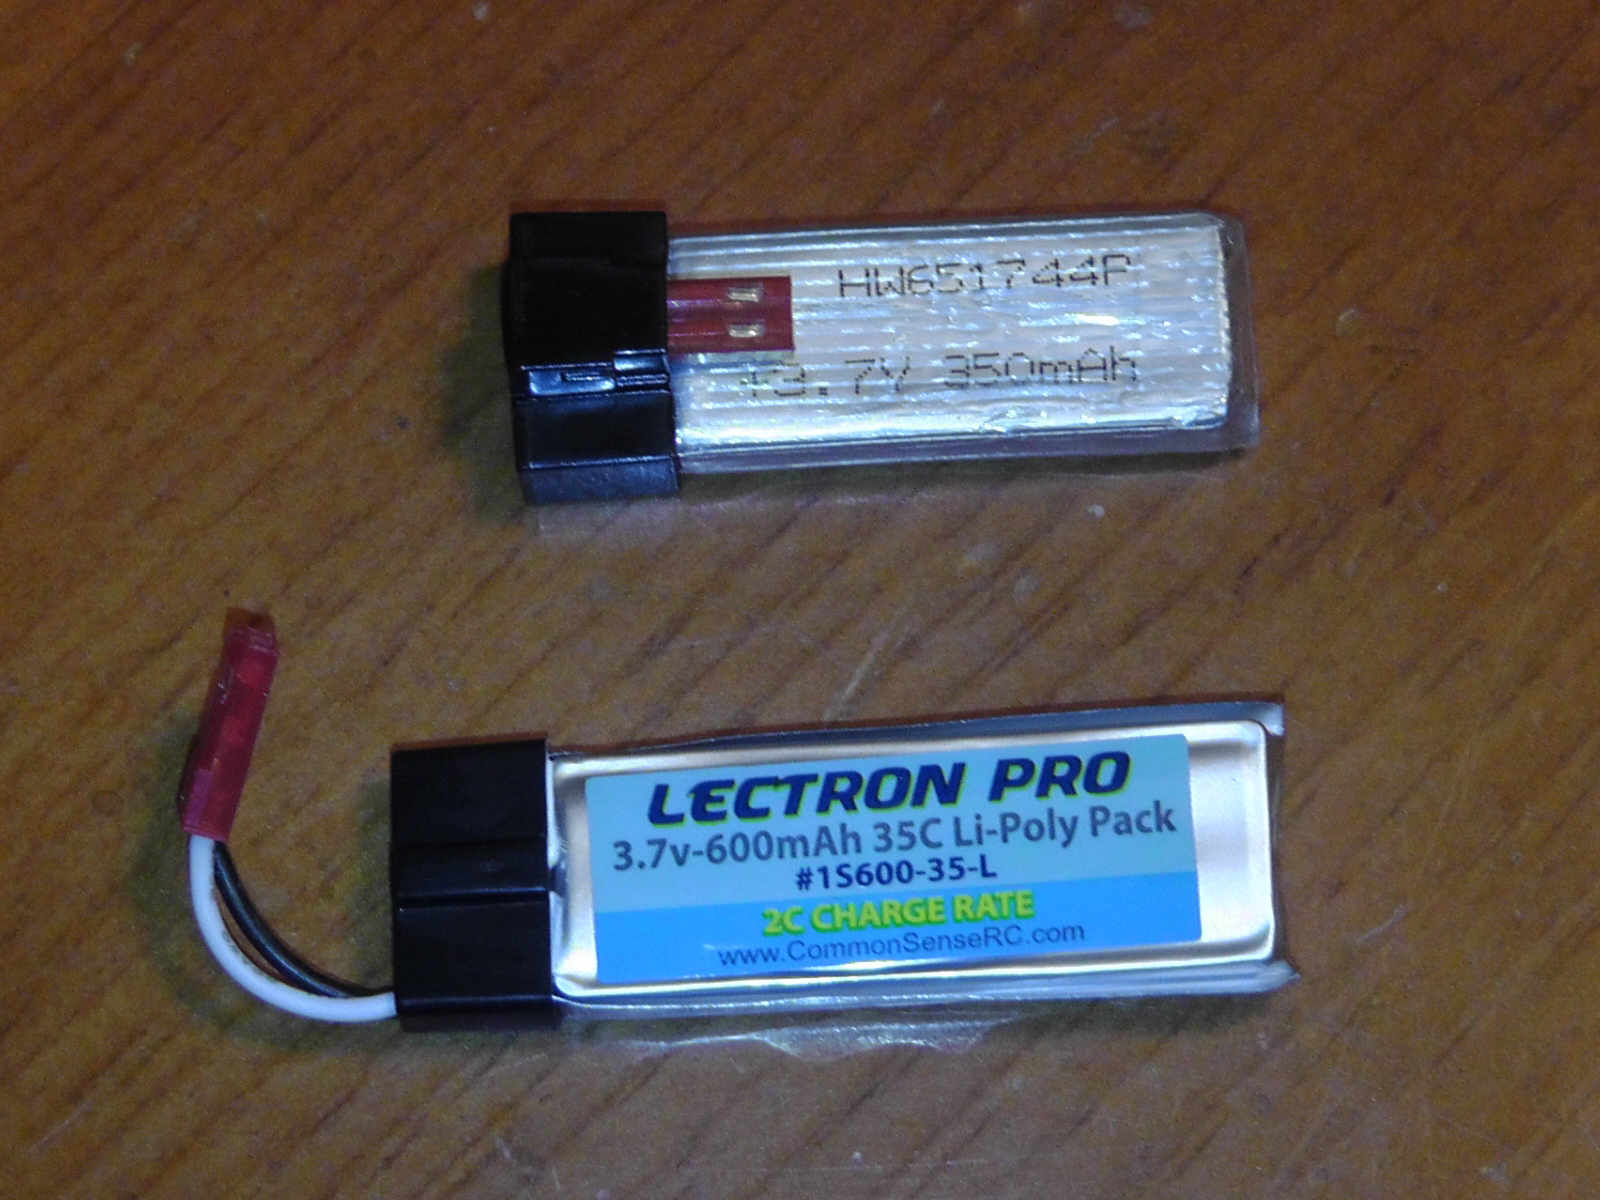 HW651744P
+3.7V 350mAh
LECTRON PRO
3.7v-600mAh 35C Li-Poly Pack
#1S600-35-L
2C CHARGE RATE
www.CommonSenseRC.com